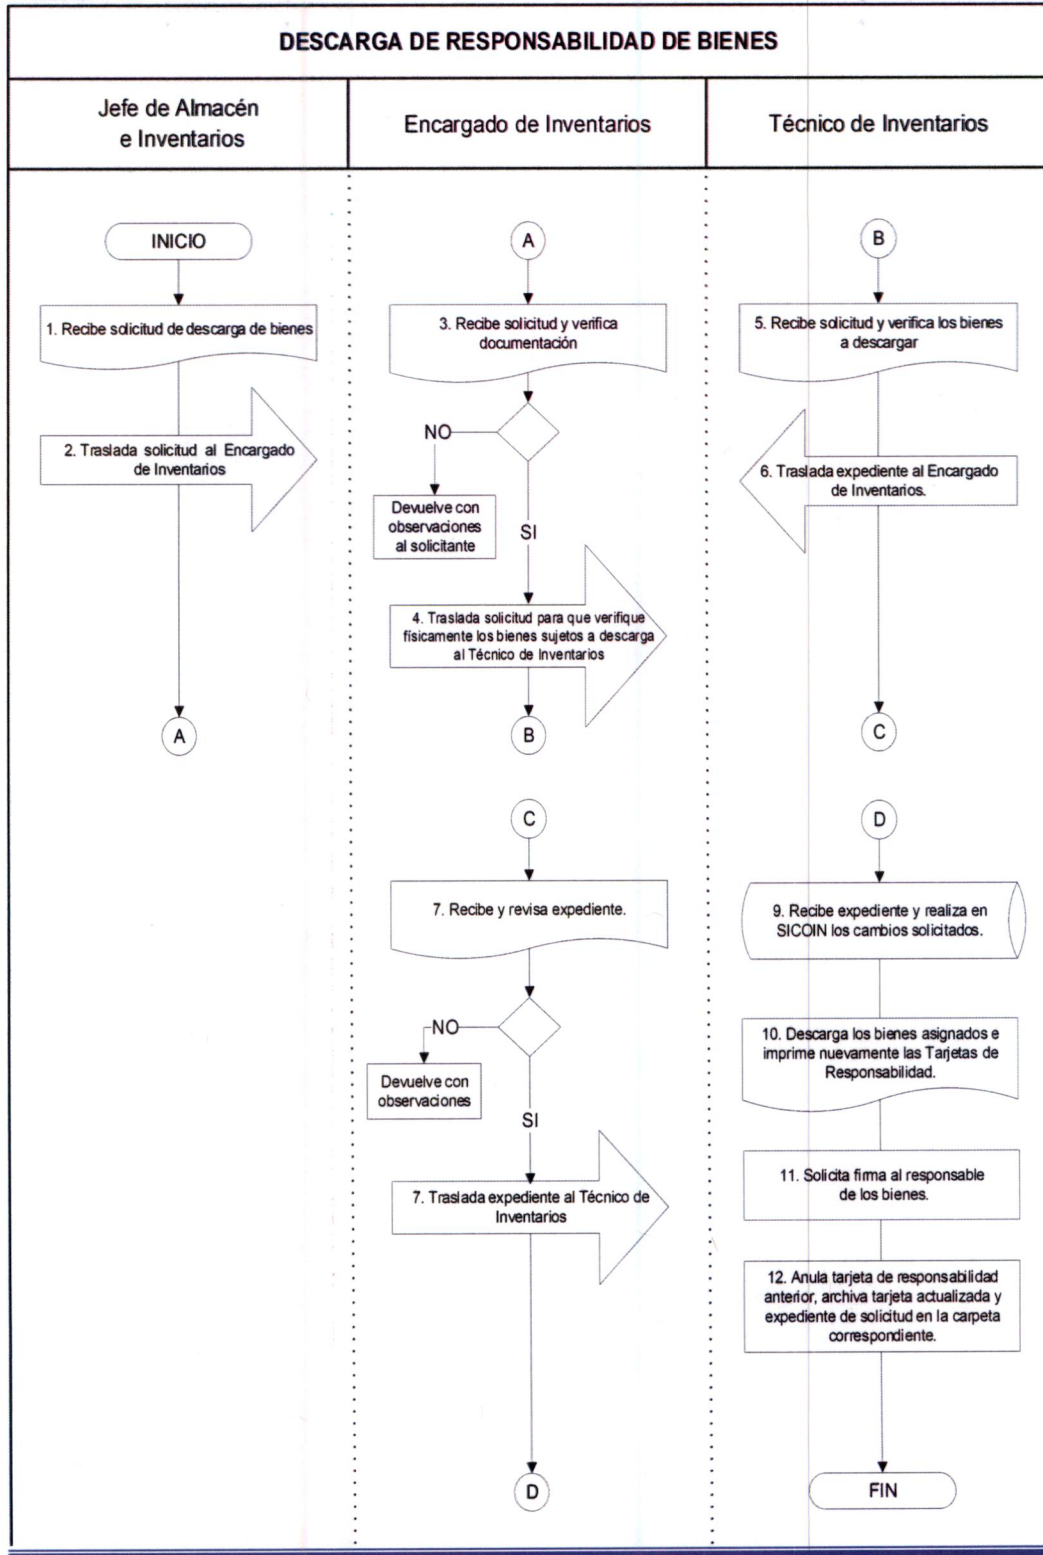 DESCARGA DE RESPONSABILIDAD DE BIENES
Jefe de Almacén
e Inventarios
Encargado de Inventarios
Técnico de Inventarios
INICIO
1. Recibe solicitud de descarga de bienes
2. Traslada solicitud al Encargado
de Inventarios
A
A
3. Recibe solicitud y verifica
documentación
NO
Devuelve con
observaciones
al solicitante
SI
4. Traslada solicitud para que verifique
físicamente los bienes sujetos a descarga
al Técnico de Inventarios
B
B
5. Recibe solicitud y verifica los bienes
a descargar
6. Traslada expediente al Encargado
de Inventarios.
C
C
7. Recibe y revisa expediente.
NO
Devuelve con
observaciones
SI
7. Traslada expediente al Técnico de
Inventarios
D
D
9. Recibe expediente y realiza en
SICOIN los cambios solicitados.
10. Descarga los bienes asignados e
imprime nuevamente las Tarjetas de
Responsabilidad.
11. Solicita firma al responsable
de los bienes.
12. Anula tarjeta de responsabilidad
anterior, archiva tarjeta actualizada y
expediente de solicitud en la carpeta
correspondiente.
FIN